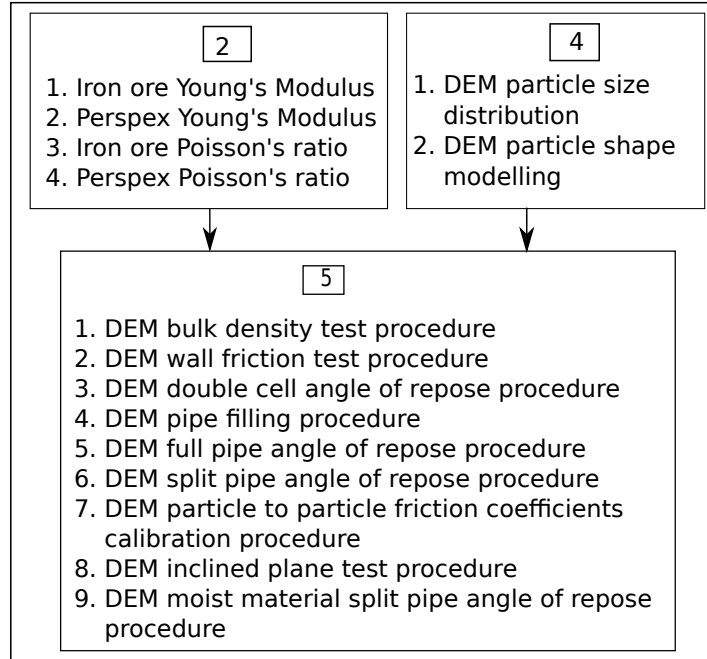 2
1. Iron ore Young's Modulus
2. Perspex Young's Modulus
3. Iron ore Poisson's ratio
4. Perspex Poisson's ratio
4
1. DEM particle size
distribution
2. DEM particle shape
modelling
5
1. DEM bulk density test procedure
2. DEM wall friction test procedure
3. DEM double cell angle of repose procedure
4. DEM pipe filling procedure
5. DEM full pipe angle of repose procedure
6. DEM split pipe angle of repose procedure
7. DEM particle to particle friction coefficients
calibration procedure
8. DEM inclined plane test procedure
9. DEM moist material split pipe angle of repose
procedure